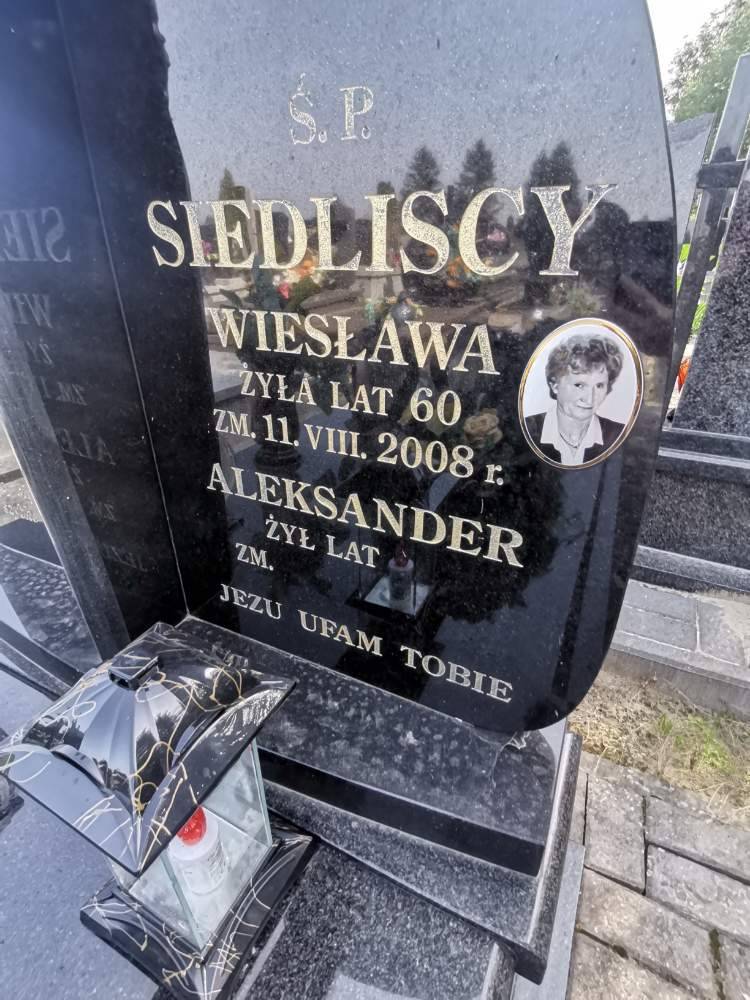 Ś. P.
SIEDLISCY
WIESŁAWA
ŻYŁA LAT 60
ZM. 11. VIII. 2008 r.
ALEKSANDER
ŻYŁ LAT
ZM.
JEZU UFAM TOBIE